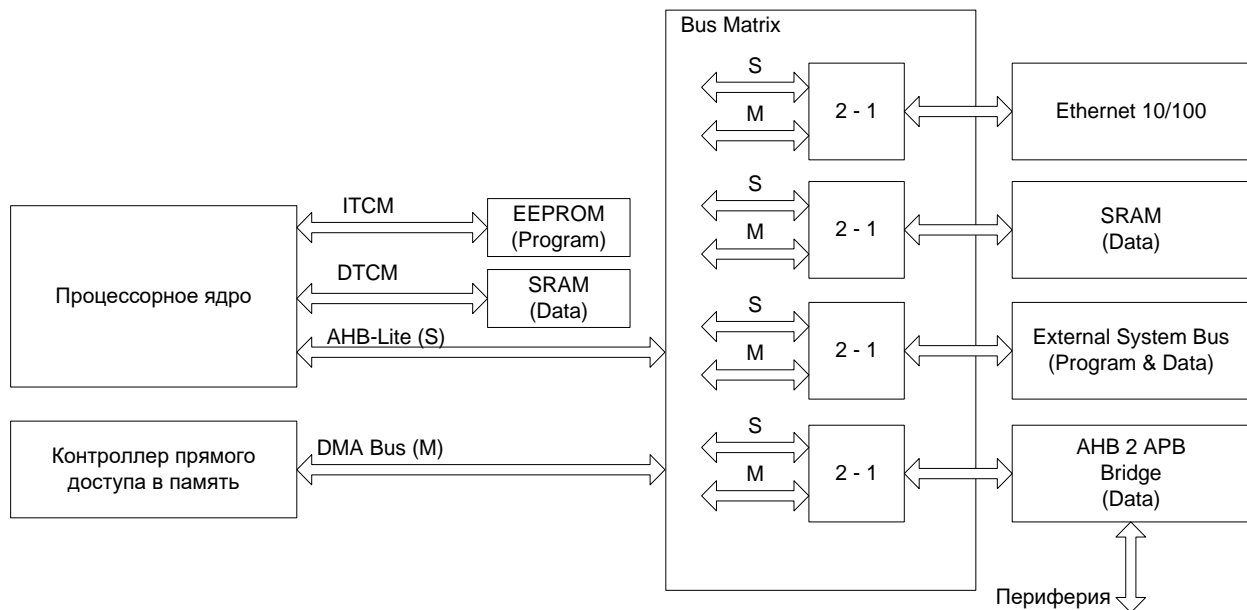 Bus Matrix
S
M
2 - 1
Ethernet 10/100
S
M
2 - 1
SRAM
(Data)
Процессорное ядро
ITCM
EEPROM
(Program)
DTCM
SRAM
(Data)
AHB-Lite (S)
S
M
2 - 1
External System Bus
(Program & Data)
Контроллер прямого
доступа в память
DMA Bus (M)
S
M
2 - 1
AHB 2 APB
Bridge
(Data)
Периферия